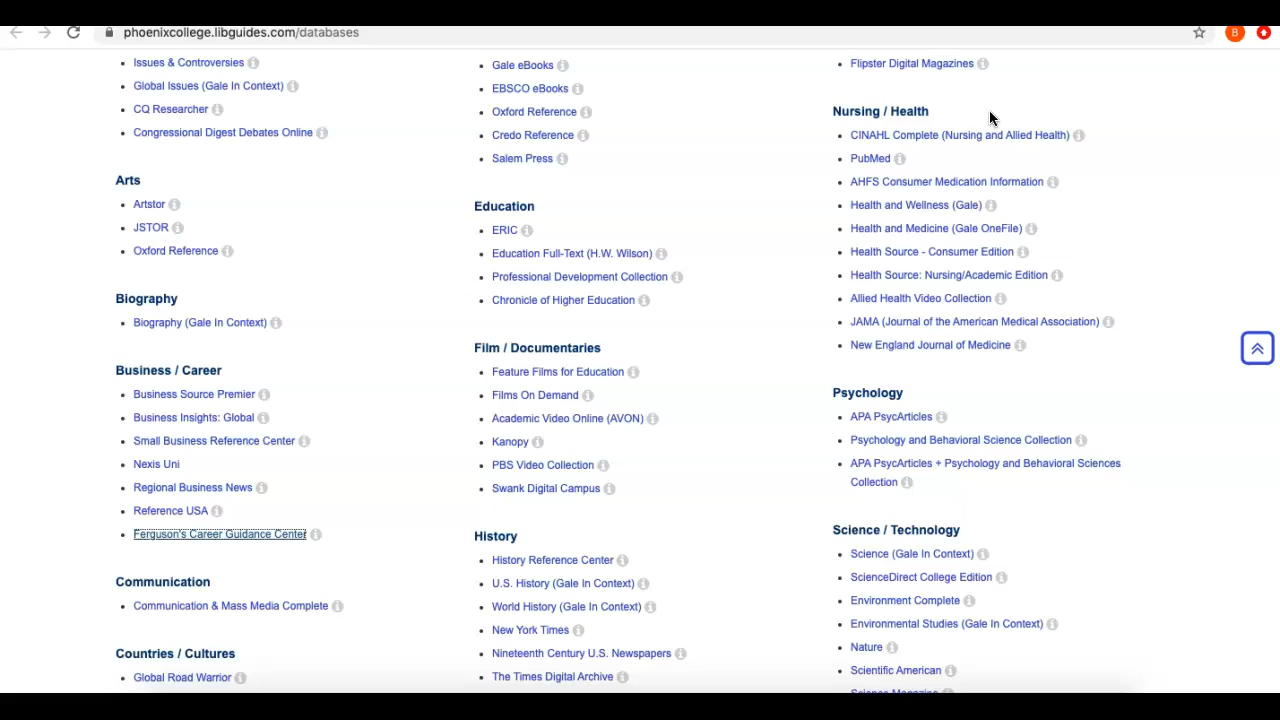 phoenixcollege.libguides.com/databases
B
Issues & Controversies
Global Issues (Gale In Context)
CQ Researcher
Congressional Digest Debates Online
Arts
Artstor
JSTOR
Oxford Reference
Biography
Biography (Gale In Context)
Business / Career
Business Source Premier
Business Insights: Global
Small Business Reference Center
Nexis Uni
Regional Business News
Reference USA
Ferguson's Career Guidance Center
Communication
Communication & Mass Media Complete
Countries / Cultures
Global Road Warrior
Gale eBooks
EBSCO eBooks
Oxford Reference
Credo Reference
Salem Press
Education
ERIC
Education Full-Text (H.W. Wilson)
Professional Development Collection
Chronicle of Higher Education
Film / Documentaries
Feature Films for Education
Films On Demand
Academic Video Online (AVON)
Kanopy
PBS Video Collection
Swank Digital Campus
History
History Reference Center
U.S. History (Gale In Context)
World History (Gale In Context)
New York Times
Nineteenth Century U.S. Newspapers
The Times Digital Archive
Flipster Digital Magazines
Nursing / Health
CINAHL Complete (Nursing and Allied Health)
PubMed
AHFS Consumer Medication Information
Health and Wellness (Gale)
Health and Medicine (Gale OneFile)
Health Source - Consumer Edition
Health Source: Nursing/Academic Edition
Allied Health Video Collection
JAMA (Journal of the American Medical Association)
New England Journal of Medicine
Psychology
APA PsycArticles
Psychology and Behavioral Science Collection
APA PsycArticles + Psychology and Behavioral Sciences
Collection
Science / Technology
Science (Gale In Context)
ScienceDirect College Edition
Environment Complete
Environmental Studies (Gale In Context)
Nature
Scientific American